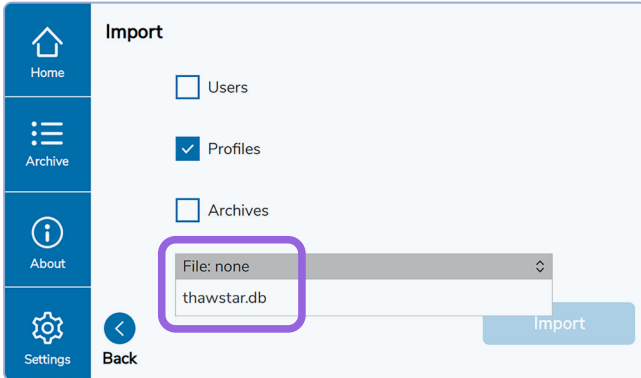 Import
Home
Users
Profiles
Archive
Archives
About
File: none
thawstar.db
Import
Settings
Back